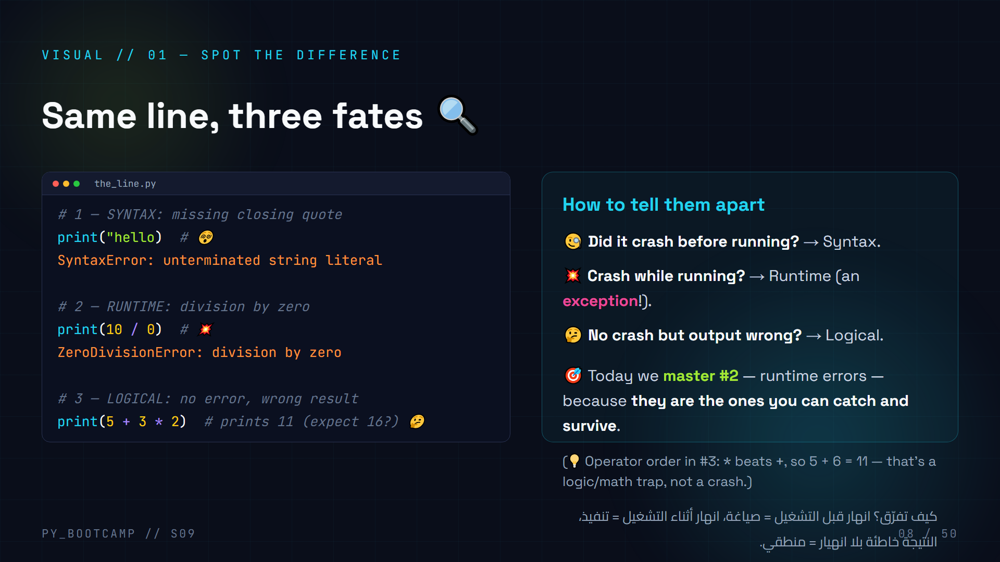 VISUAL // 01 — SPOT THE DIFFERENCE
Same line, three fates 🔍
the_line.py
# 1 — SYNTAX: missing closing quote
print("hello)  # 😵‍💫
SyntaxError: unterminated string literal
# 2 — RUNTIME: division by zero
print(10 / 0)  # 💥
ZeroDivisionError: division by zero
# 3 — LOGICAL: no error, wrong result
print(5 + 3 * 2)  # prints 11 (expect 16?) 🤔
How to tell them apart
🧐 Did it crash before running? → Syntax.
💥 Crash while running? → Runtime (an
exception!).
🤔 No crash but output wrong? → Logical.
🎯 Today we master #2 — runtime errors —
because they are the ones you can catch and
survive.
(💡 Operator order in #3: * beats +, so 5 + 6 = 11 — that's a
logic/math trap, not a crash.)
كيف تفرّق؟ انهار قبل التشغيل = صياغة، انهار أثناء التشغيل = تنفيذ،
النتيجة خاطئة بلا انهيار = منطقي.
PY_BOOTCAMP // S09
08 / 50